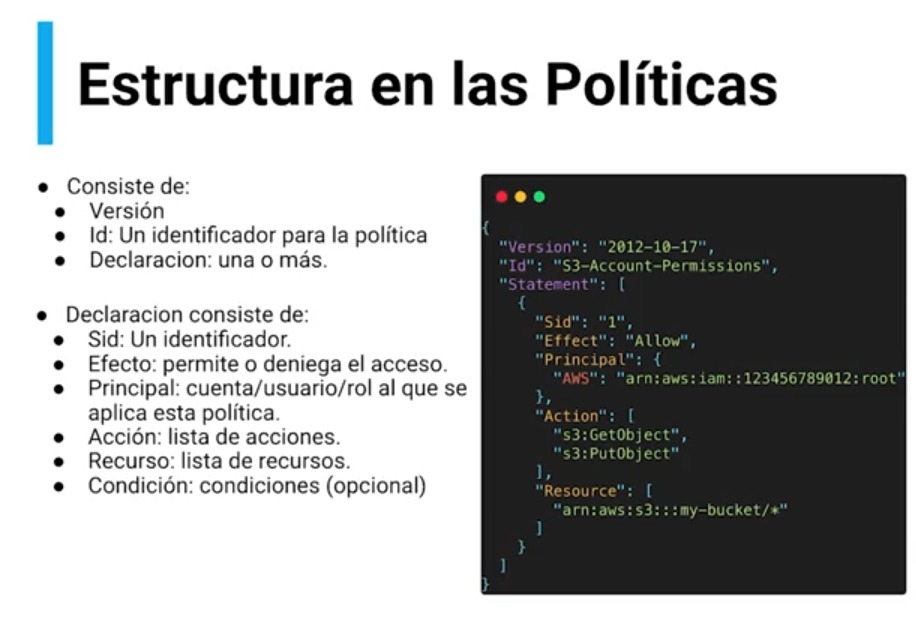 Estructura en las Políticas
● Consiste de:
● Versión
● Id: Un identificador para la política
● Declaracion: una o más.
● Declaracion consiste de:
● Sid: Un identificador.
● Efecto: permite o deniega el acceso.
● Principal: cuenta/usuario/rol al que se
aplica esta política.
● Acción: lista de acciones.
● Recurso: lista de recursos.
● Condición: condiciones (opcional)
{
"Version": "2012-10-17",
"Id": "S3-Account-Permissions",
"Statement": [
{
"Sid": "1",
"Effect": "Allow",
"Principal": {
"AWS": "arn:aws:iam::123456789012:root"
},
"Action": [
"s3:GetObject",
"s3:PutObject"
],
"Resource": [
"arn:aws:s3:::my-bucket/*"
]
}
]
}